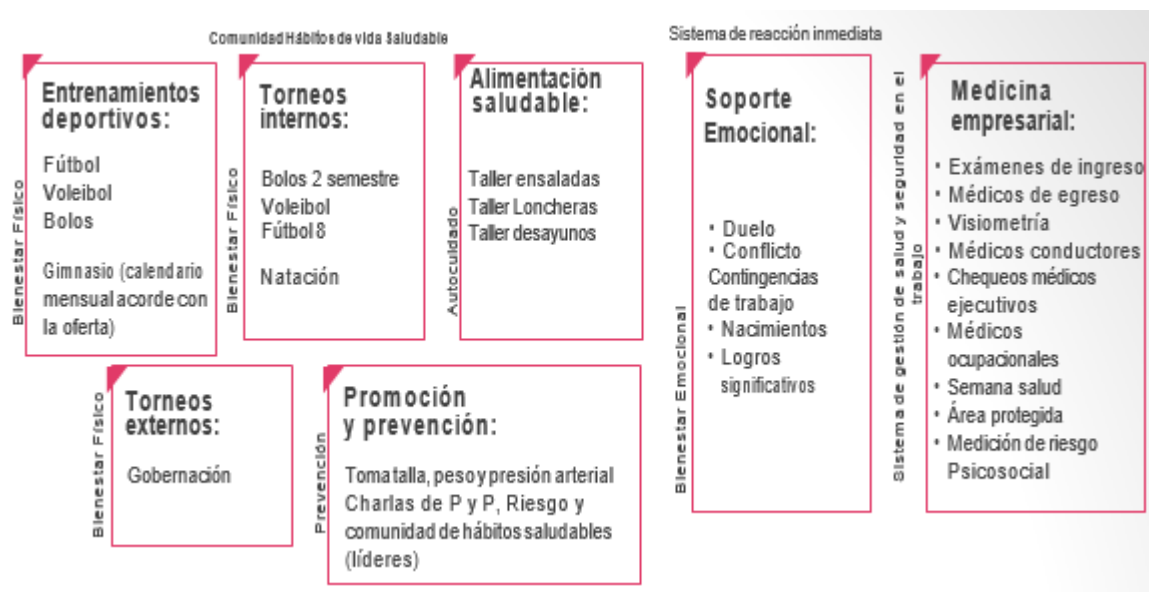 Comunidad Hábitos de vida Saludable
Bienestar Físico
Entrenamientos
deportivos:
Fútbol
Voleibol
Bolos
Gimnasio (calendario
mensual acorde con
la oferta)
Bienestar Físico
Torneos
internos:
Bolos 2 semestre
Voleibol
Fútbol 8
Natación
Autocuidado
Alimentación
saludable:
Taller ensaladas
Taller Loncheras
Taller desayunos
Bienestar Físico
Torneos
externos:
Gobernación
Prevención
Promoción
y prevención:
Toma talla, peso y presión arterial
Charlas de P y P, Riesgo y
comunidad de hábitos saludables
(líderes)
Sistema de reacción inmediata
Bienestar Emocional
Soporte
Emocional:
• Duelo
• Conflicto
Contingencias
de trabajo
• Nacimientos
• Logros
significativos
Sistema de gestión de salud y seguridad en el
trabajo
Medicina
empresarial:
• Exámenes de ingreso
• Médicos de egreso
• Visiometría
• Médicos conductores
• Chequeos médicos
ejecutivos
• Médicos
ocupacionales
• Semana salud
• Área protegida
• Medición de riesgo
Psicosocial